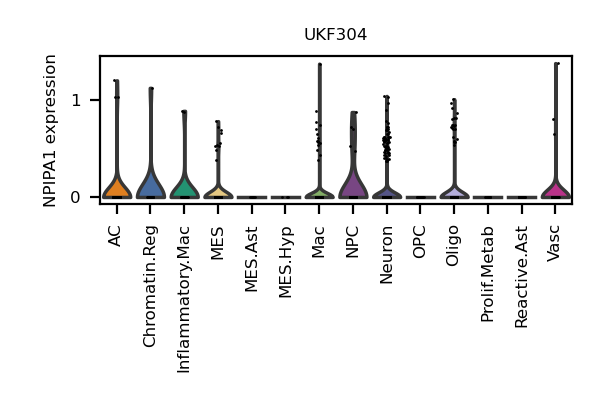 UKF304
NPIPA1 expression
1
0
AC
Chromatin.Reg
Inflammatory.Mac
MES
MES.Ast
MES.Hyp
Mac
NPC
Neuron
OPC
Oligo
Prolif.Metab
Reactive.Ast
Vasc